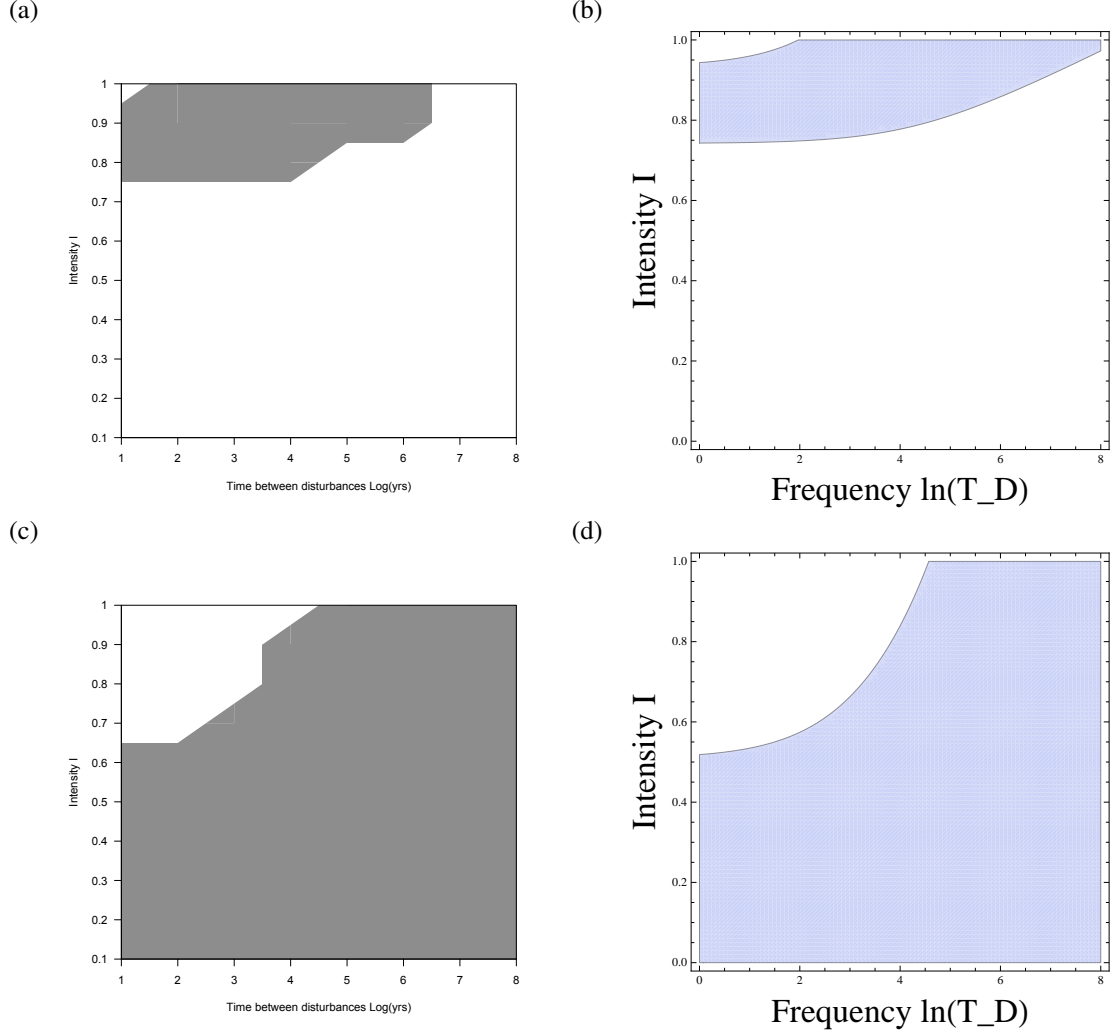 (a)
1
0.9
0.8
0.7
0.6
0.5
0.4
0.3
0.2
0.1
Intensity I
1 2 3 4 5 6 7 8
Time between disturbances Log(yrs)
(b)
1.0
0.8
0.6
0.4
0.2
0.0
Intensity I
0 2 4 6 8
Frequency ln(T_D)
(c)
1
0.9
0.8
0.7
0.6
0.5
0.4
0.3
0.2
0.1
Intensity I
1 2 3 4 5 6 7 8
Time between disturbances Log(yrs)
(d)
1.0
0.8
0.6
0.4
0.2
0.0
Intensity I
0 2 4 6 8
Frequency ln(T_D)